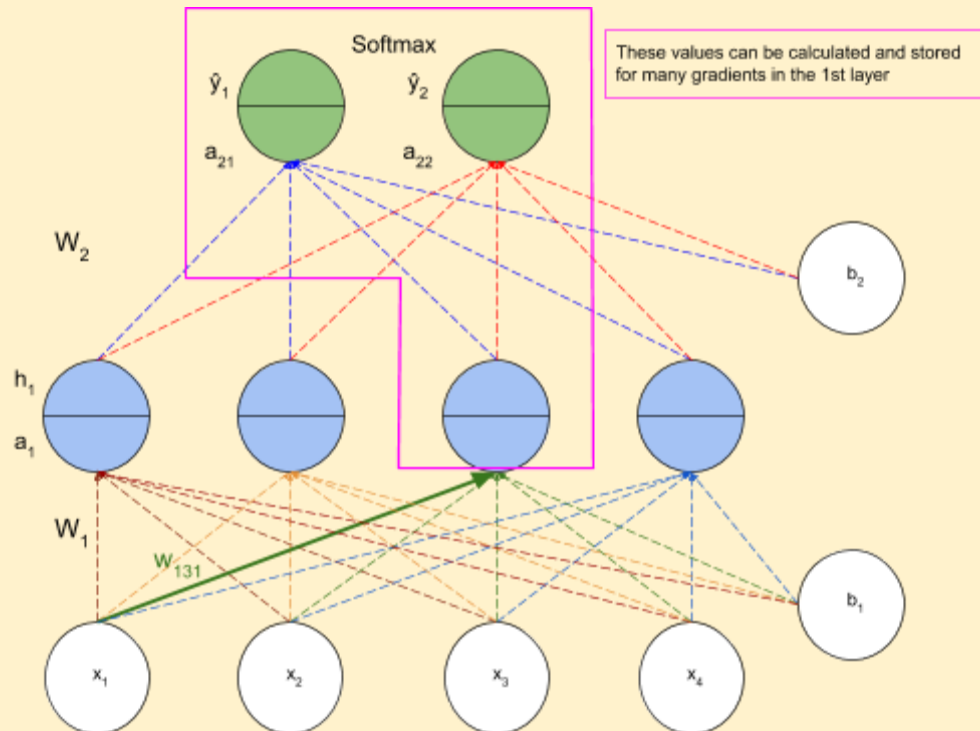 Softmax
These values can be calculated and stored
for many gradients in the 1st layer
ŷ₁
ŷ₂
a₂₁
a₂₂
W₂
b₂
h₁
a₁
W₁
w₁₃₁
b₁
x₁
x₂
x₃
x₄